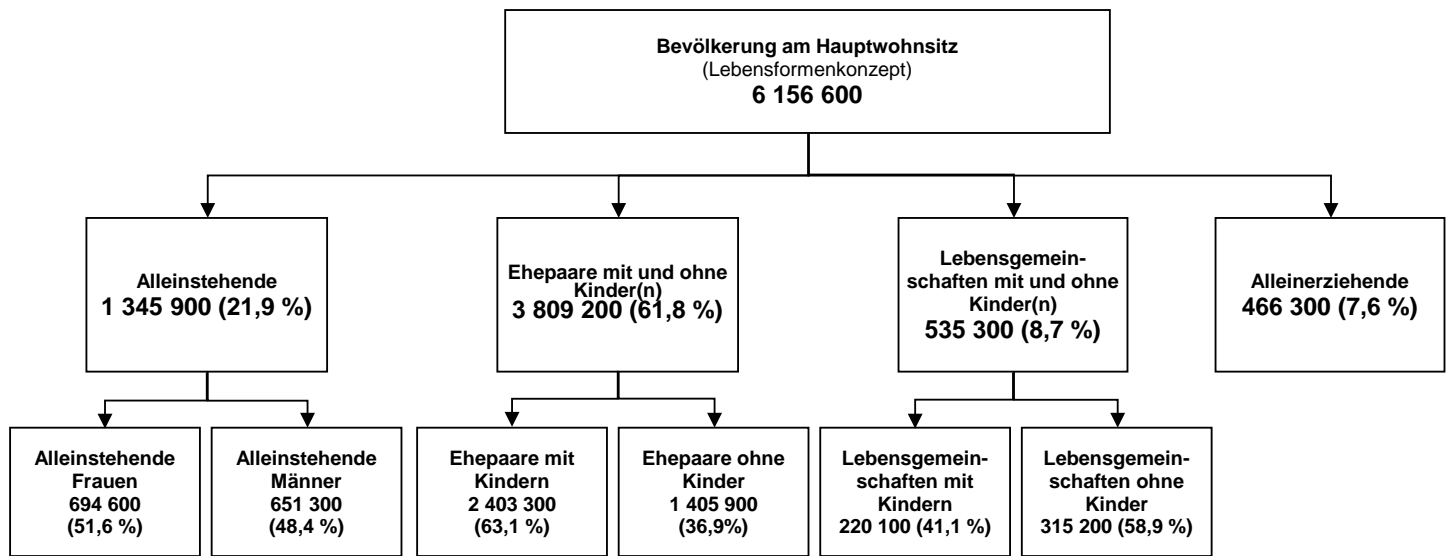 Bevölkerung am Hauptwohnsitz
(Lebensformenkonzept)
6 156 600
Alleinstehende
1 345 900 (21,9 %)
Ehepaare mit und ohne
Kinder(n)
3 809 200 (61,8 %)
Lebensgemein-
schaften mit und ohne
Kinder(n)
535 300 (8,7 %)
Alleinerziehende
466 300 (7,6 %)
Alleinstehende
Frauen
694 600
(51,6 %)
Alleinstehende
Männer
651 300
(48,4 %)
Ehepaare mit
Kindern
2 403 300
(63,1 %)
Ehepaare ohne
Kinder
1 405 900
(36,9%)
Lebensgemein-
schaften mit
Kindern
220 100 (41,1 %)
Lebensgemein-
schaften ohne
Kinder
315 200 (58,9 %)